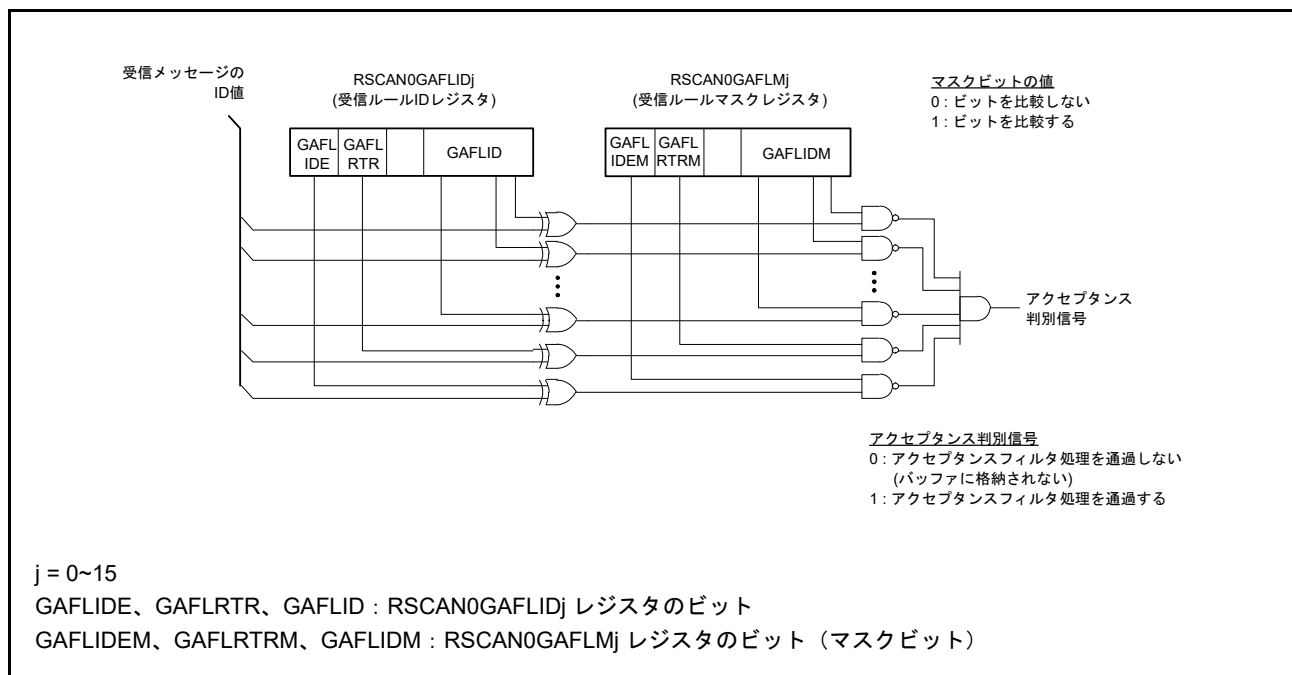 受信メッセージの
ID値
RSCAN0GAFLIDj
(受信ルールIDレジスタ)
RSCAN0GAFLMj
(受信ルールマスクレジスタ)
マスクビットの値
0 : ビットを比較しない
1 : ビットを比較する
GAFL
IDE
GAFL
RTR
GAFLID
GAFL
IDEM
GAFL
RTRM
GAFLIDM
アクセプタンス
判別信号
アクセプタンス判別信号
0 : アクセプタンスフィルタ処理を通過しない
(バッファに格納されない)
1 : アクセプタンスフィルタ処理を通過する
j = 0~15
GAFLIDE、GAFLRTR、GAFLID : RSCAN0GAFLIDj レジスタのビット
GAFLIDEM、GAFLRTRM、GAFLIDM : RSCAN0GAFLMj レジスタのビット（マスクビット）